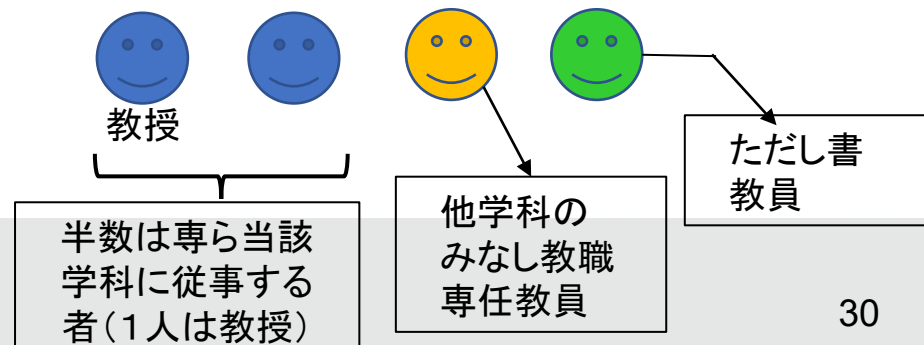 教授
半数は専ら当該
学科に従事する
者(1人は教授)
他学科の
みなし教職
専任教員
ただし書
教員
30